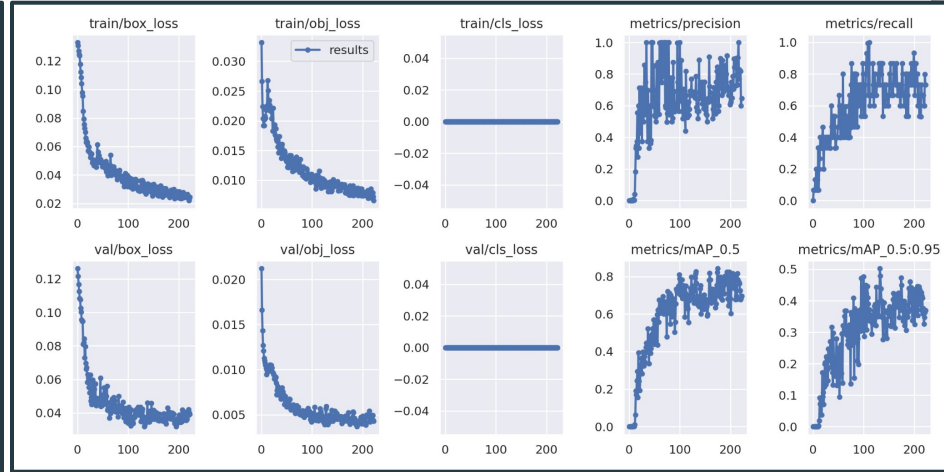 train/box_loss train/obj_loss train/cls_loss metrics/precision metrics/recall
results
0.12 0.10 0.08 0.06 0.04 0.02
0 100 200
0.030 0.025 0.020 0.015 0.010
0 100 200
0.04 0.02 0.00 −0.02 −0.04
0 100 200
1.0 0.8 0.6 0.4 0.2 0.0
0 100 200
1.0 0.8 0.6 0.4 0.2 0.0
0 100 200
val/box_loss val/obj_loss val/cls_loss metrics/mAP_0.5 metrics/mAP_0.5:0.95
0.12 0.10 0.08 0.06 0.04
0 100 200
0.020 0.015 0.010 0.005
0 100 200
0.04 0.02 0.00 −0.02 −0.04
0 100 200
0.8 0.6 0.4 0.2 0.0
0 100 200
0.5 0.4 0.3 0.2 0.1 0.0
0 100 200